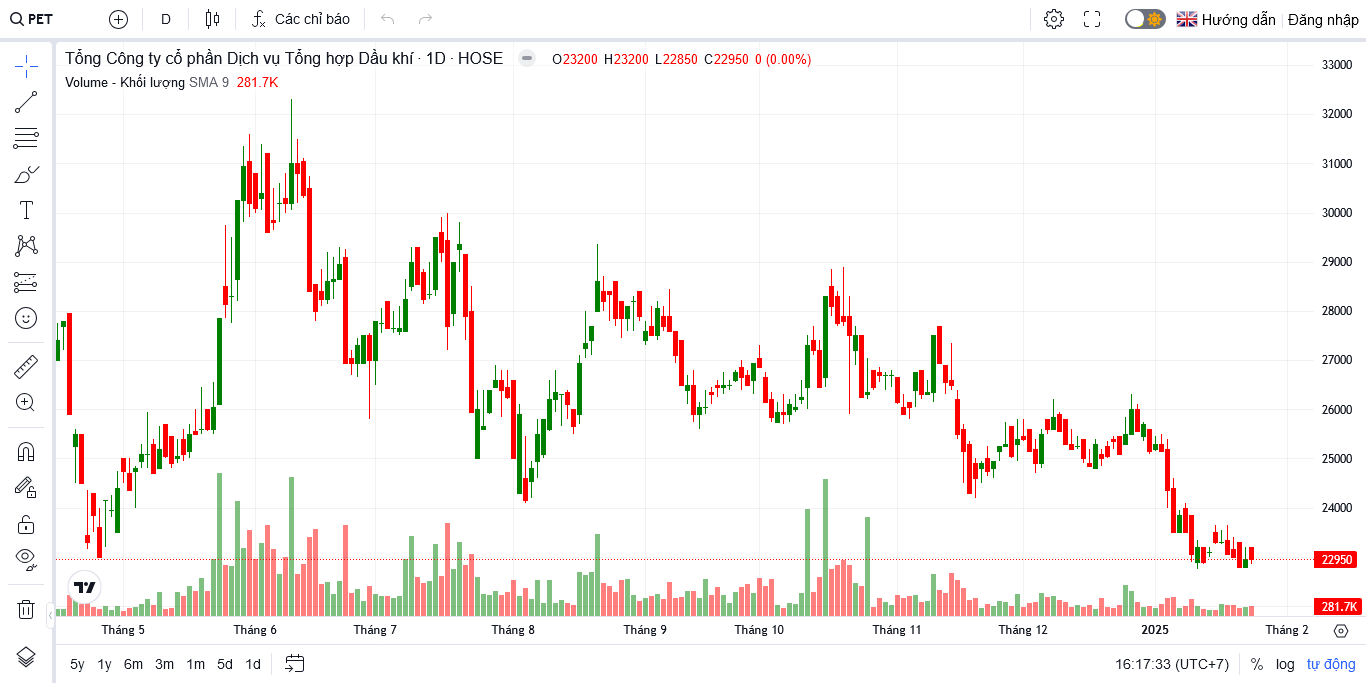 PET D Các chỉ báo Hướng dẫn Đăng nhập
Tổng Công ty cổ phần Dịch vụ Tổng hợp Dầu khí · 1D · HOSE O23200 H23200 L22850 C22950 0 (0.00%)
Volume - Khối lượng SMA 9 281.7K
33000
32000
31000
30000
29000
28000
27000
26000
25000
24000
22950
281.7K
Tháng 5 Tháng 6 Tháng 7 Tháng 8 Tháng 9 Tháng 10 Tháng 11 Tháng 12 2025 Tháng 2
5y 1y 6m 3m 1m 5d 1d 16:17:33 (UTC+7) % log tự động